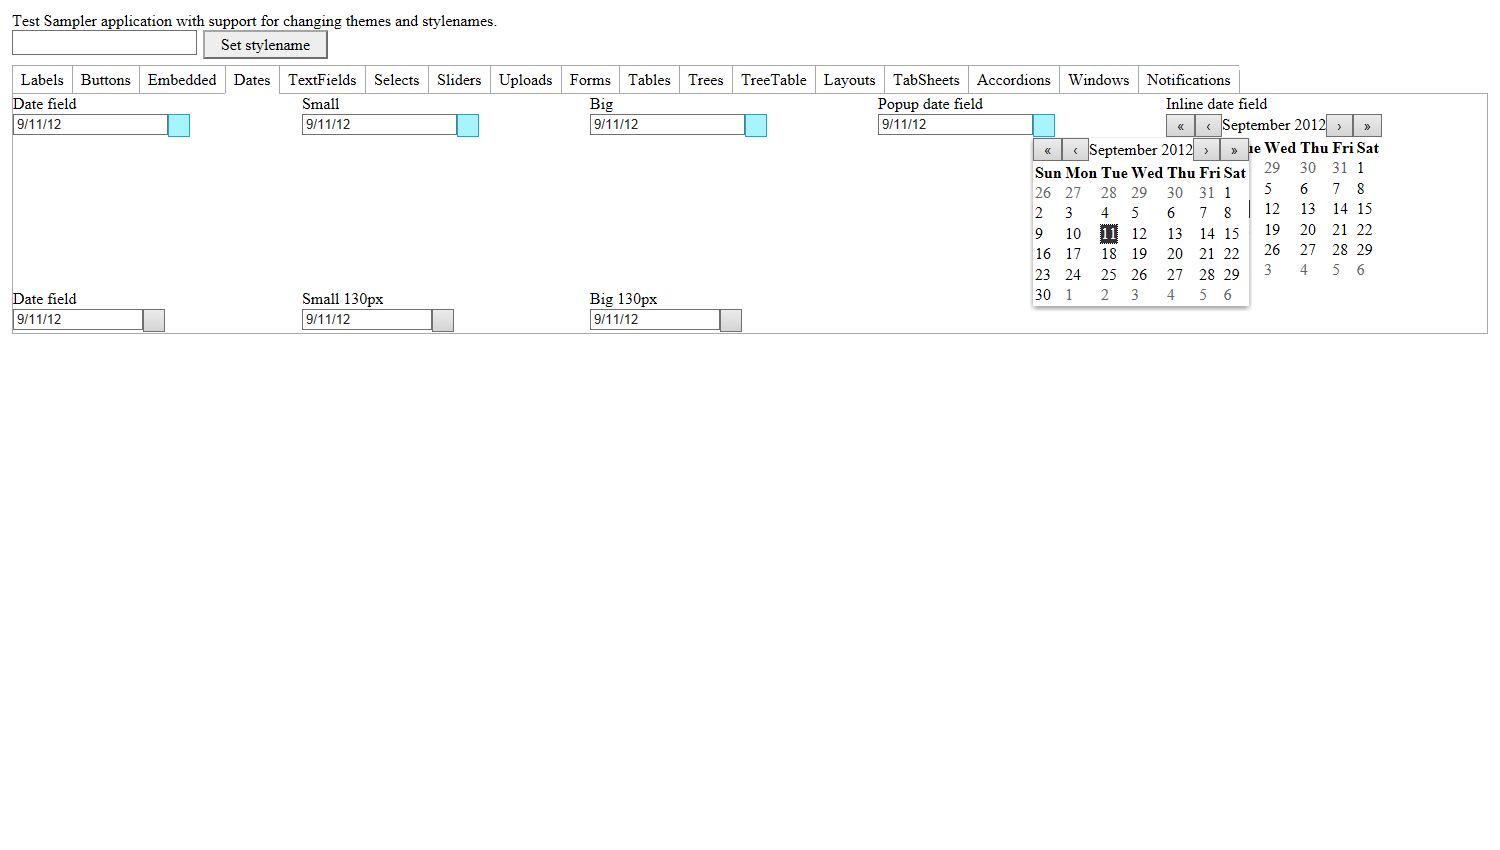 Test Sampler application with support for changing themes and stylenames.
Set stylename
Labels Buttons Embedded Dates TextFields Selects Sliders Uploads Forms Tables Trees TreeTable Layouts TabSheets Accordions Windows Notifications
Date field Small Big Popup date field Inline date field
9/11/12 9/11/12 9/11/12 9/11/12 « ‹ September 2012 › »
« ‹ September 2012 › »
Wed Thu Fri Sat
29 30 31 1
5 6 7 8
12 13 14 15
19 20 21 22
26 27 28 29
3 4 5 6
Sun Mon Tue Wed Thu Fri Sat
26 27 28 29 30 31 1
2 3 4 5 6 7 8
9 10 11 12 13 14 15
16 17 18 19 20 21 22
23 24 25 26 27 28 29
30 1 2 3 4 5 6
Date field Small 130px Big 130px
9/11/12 9/11/12 9/11/12